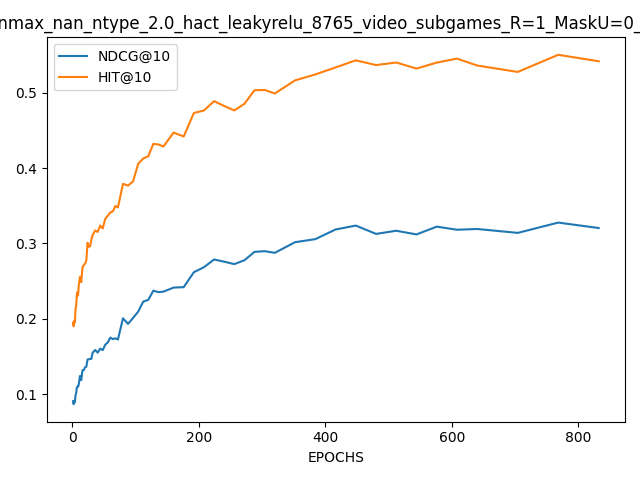 nmax_nan_ntype_2.0_hact_leakyrelu_8765_video_subgames_R=1_MaskU=0_
NDCG@10
HIT@10
0.5
0.4
0.3
0.2
0.1
0 200 400 600 800
EPOCHS